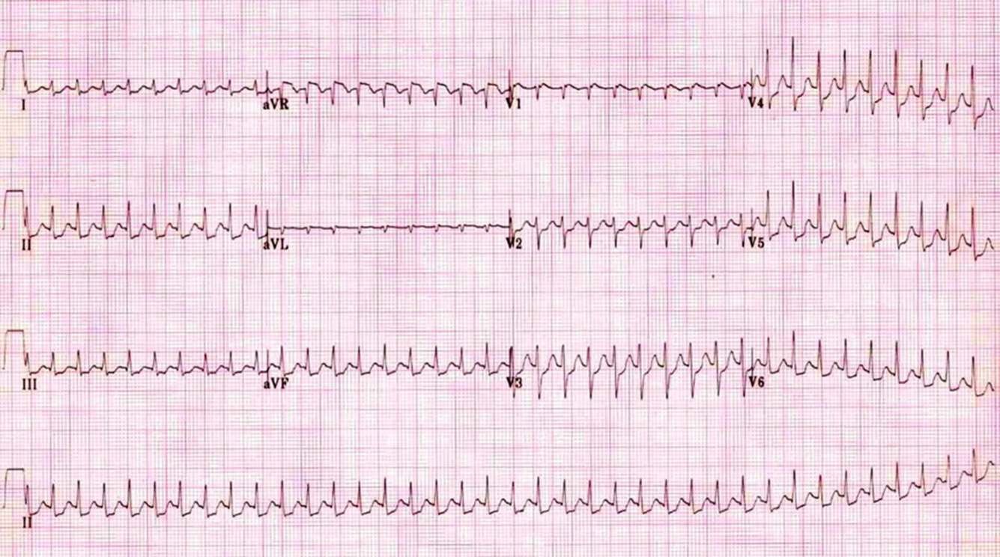 I aVR V1 V4
II aVL V2 V5
III aVF V3 V6
II